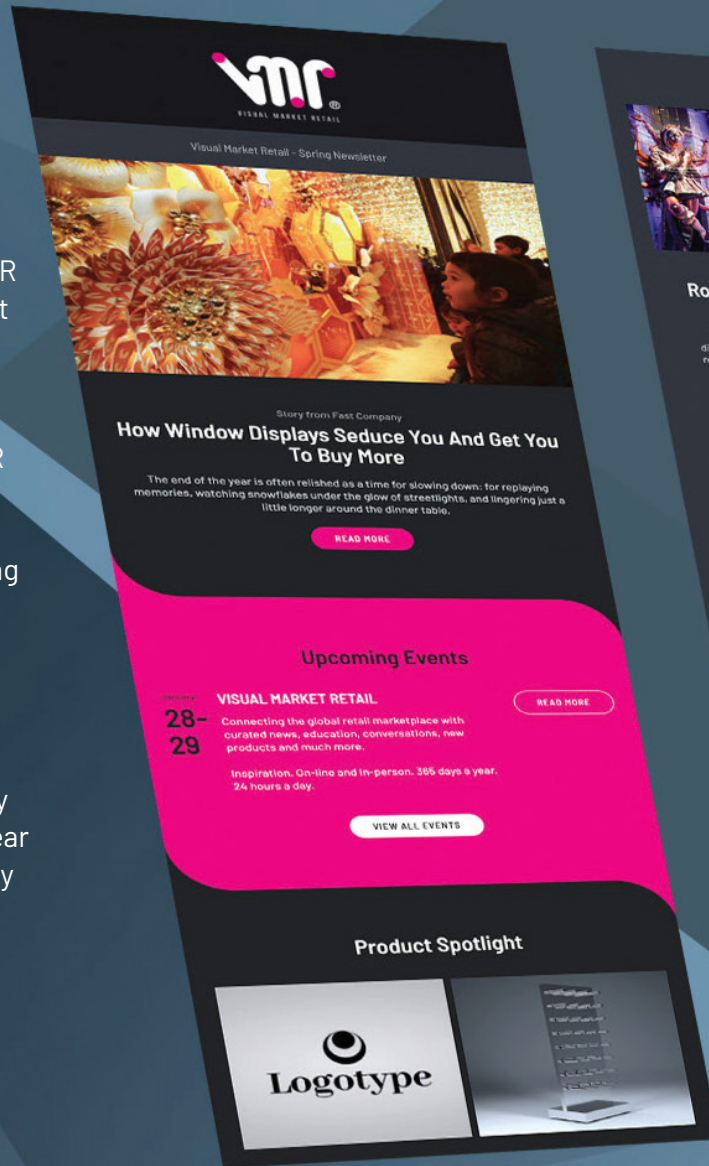 R
t
R
g
y
ear
y
vmr®
VISUAL MARKET RETAIL
Visual Market Retail - Spring Newsletter
Story from Fast Company
How Window Displays Seduce You And Get You
To Buy More
The end of the year is often relished as a time for slowing down: for replaying
memories, watching snowflakes under the glow of streetlights, and lingering just a
little longer around the dinner table.
READ MORE
Upcoming Events
28-
29
VISUAL MARKET RETAIL
Connecting the global retail marketplace with
curated news, education, conversations, new
products and much more.
Inspiration. On-line and in-person. 365 days a year.
24 hours a day.
READ MORE
VIEW ALL EVENTS
Product Spotlight
Logotype
Ro